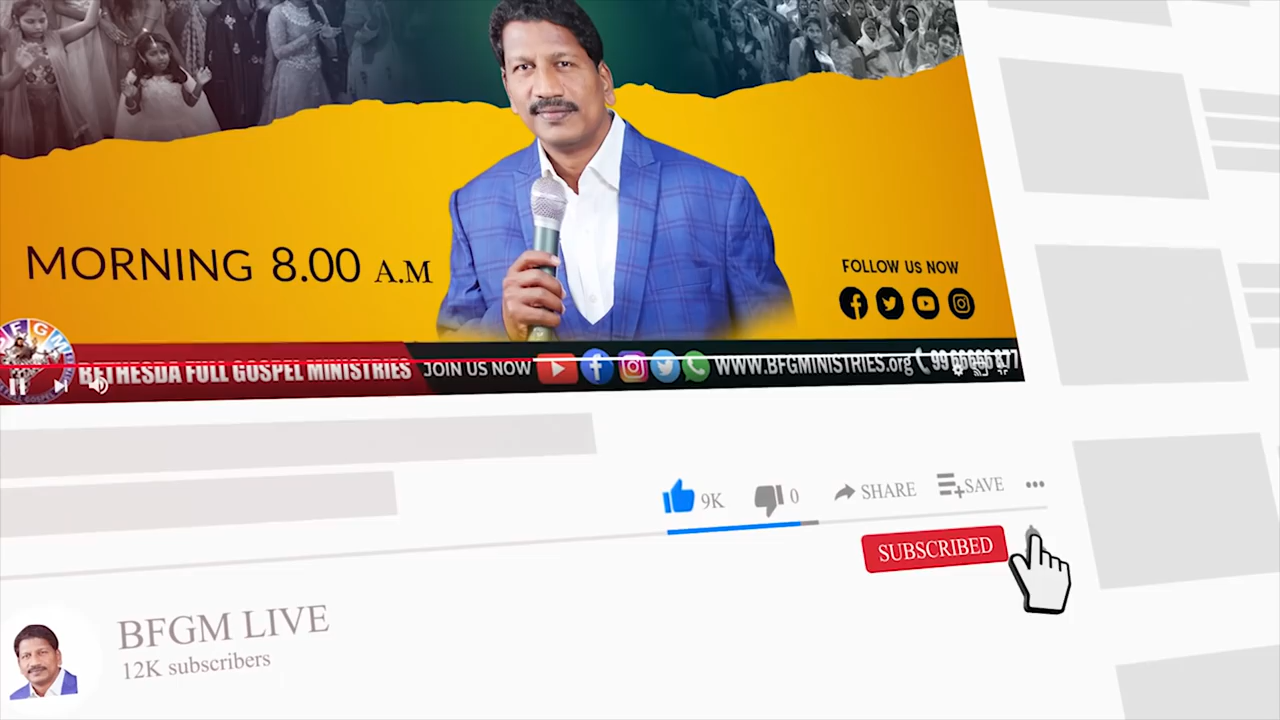 MORNING 8.00 A.M
FOLLOW US NOW
BETHESDA FULL GOSPEL MINISTRIES JOIN US NOW WWW.BFGMINISTRIES.org
9K 0 SHARE SAVE
SUBSCRIBED
BFGM LIVE
12K subscribers